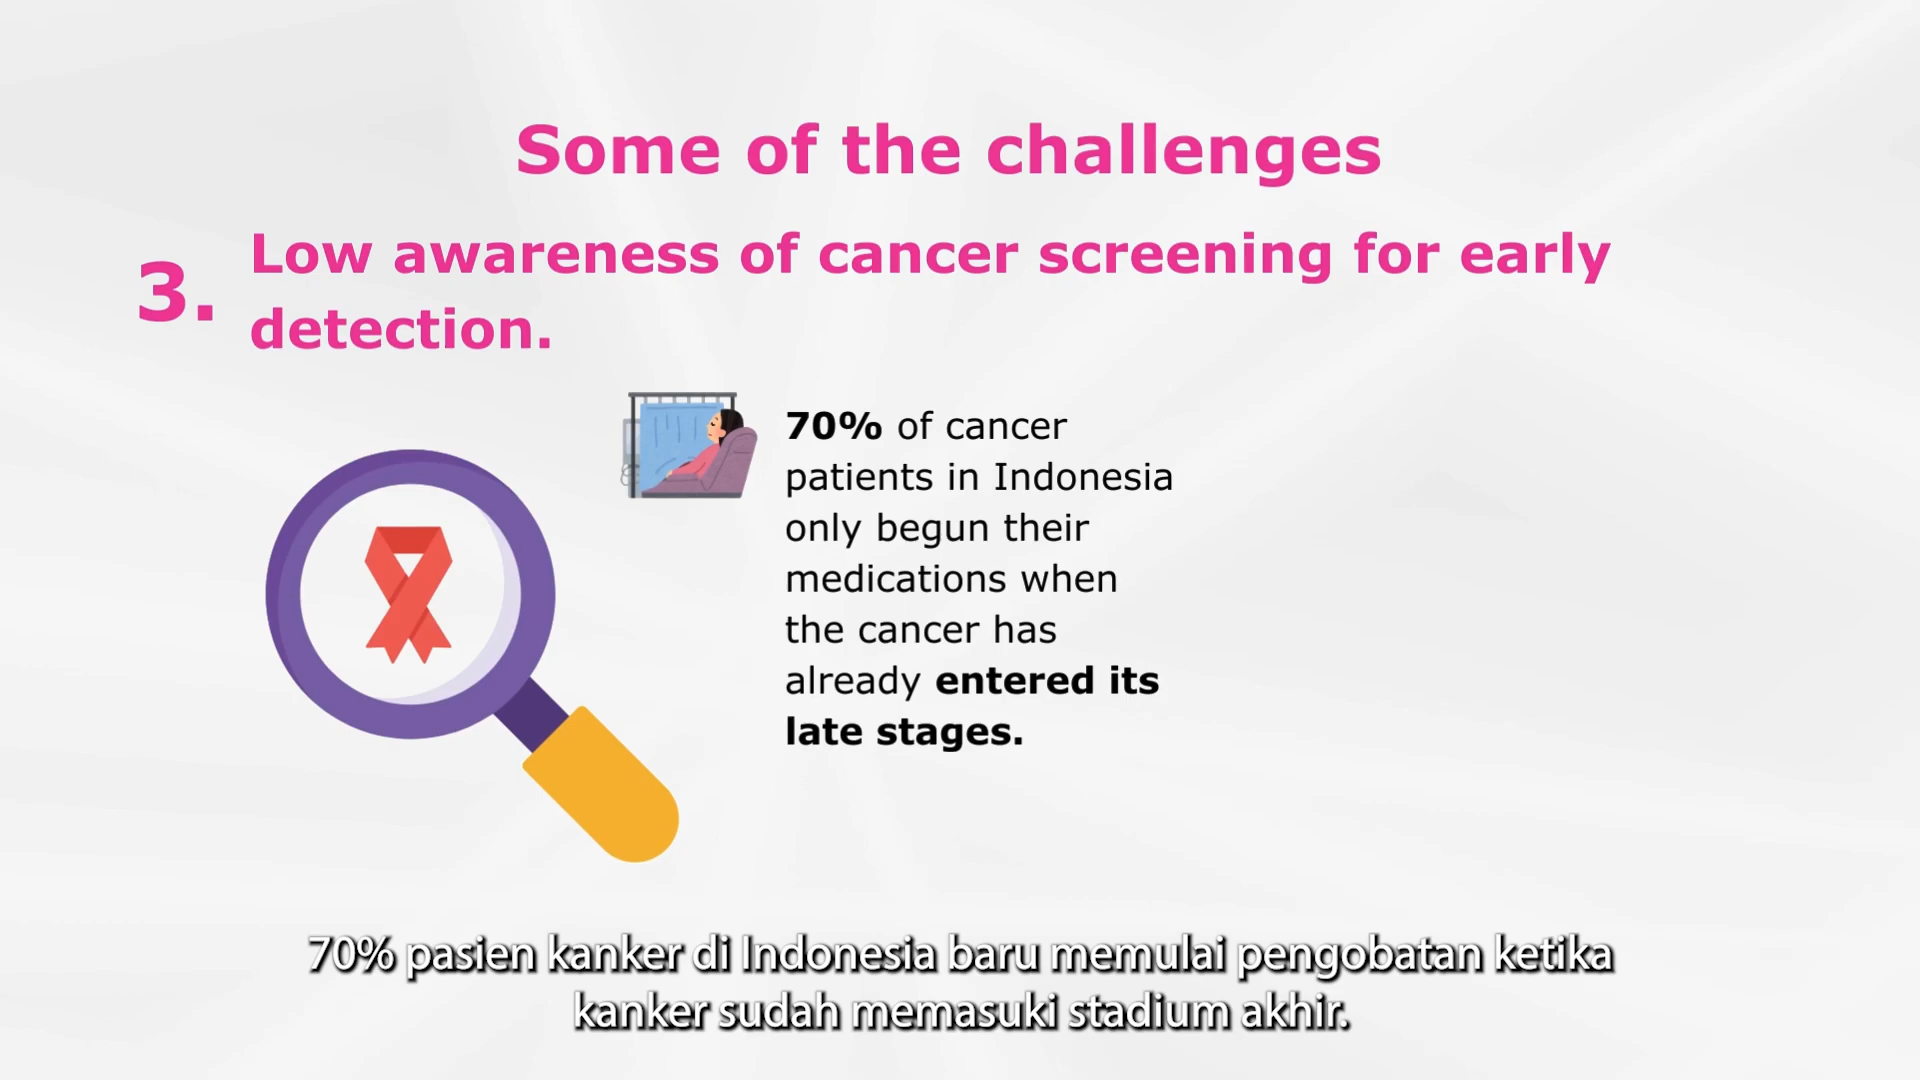 Some of the challenges
3.
Low awareness of cancer screening for early
detection.
70% of cancer
patients in Indonesia
only begun their
medications when
the cancer has
already entered its
late stages.
70% pasien kanker di Indonesia baru memulai pengobatan ketika
kanker sudah memasuki stadium akhir.